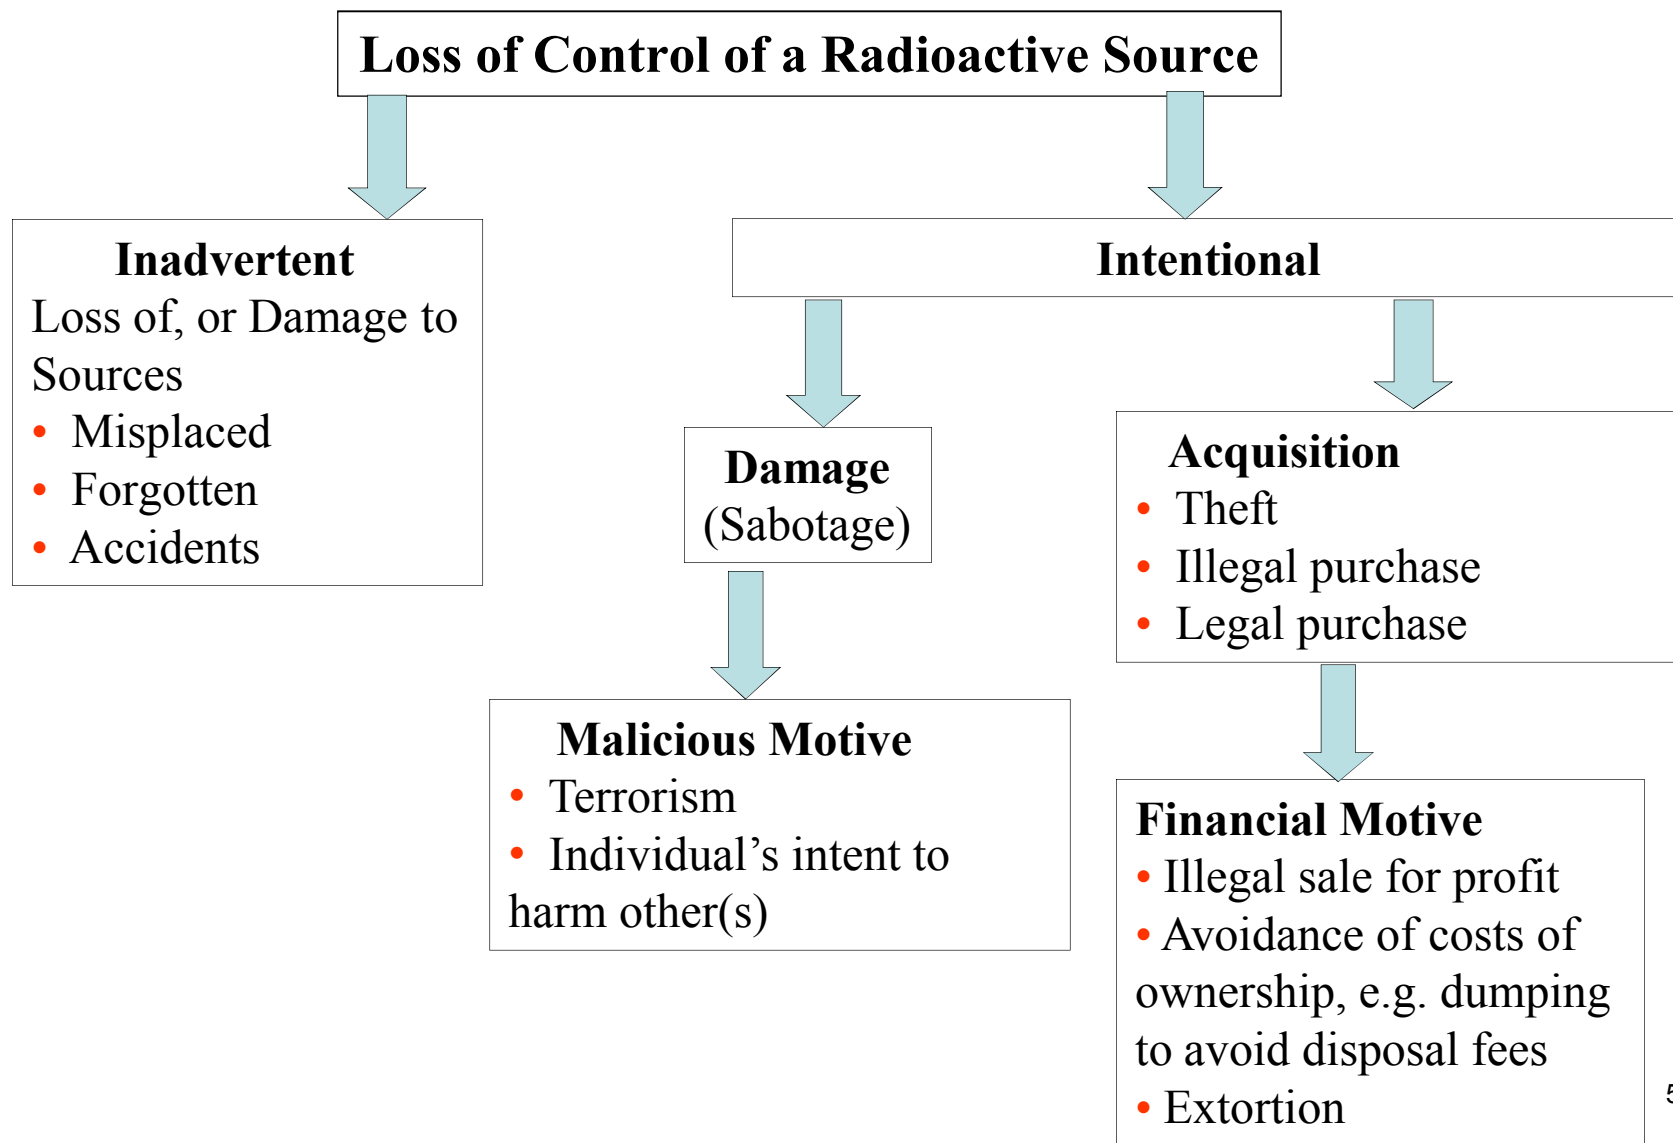 Loss of Control of a Radioactive Source
Inadvertent
Loss of, or Damage to
Sources
• Misplaced
• Forgotten
• Accidents
Intentional
Damage
(Sabotage)
Acquisition
• Theft
• Illegal purchase
• Legal purchase
Malicious Motive
• Terrorism
• Individual’s intent to
harm other(s)
Financial Motive
• Illegal sale for profit
• Avoidance of costs of
ownership, e.g. dumping
to avoid disposal fees
• Extortion
5